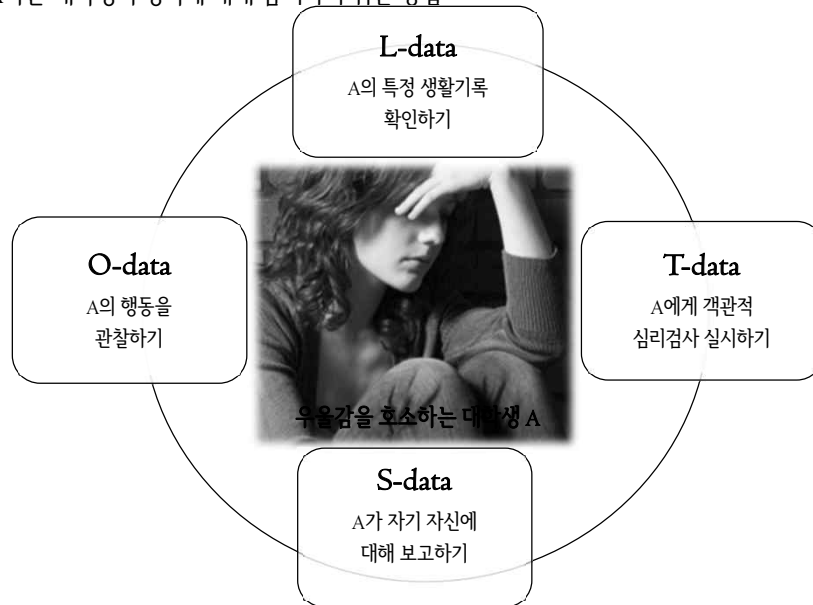 L-data
A의 특정 생활기록
확인하기
O-data
A의 행동을
관찰하기
T-data
A에게 객관적
심리검사 실시하기
우울감을 호소하는 대학생 A
S-data
A가 자기 자신에
대해 보고하기